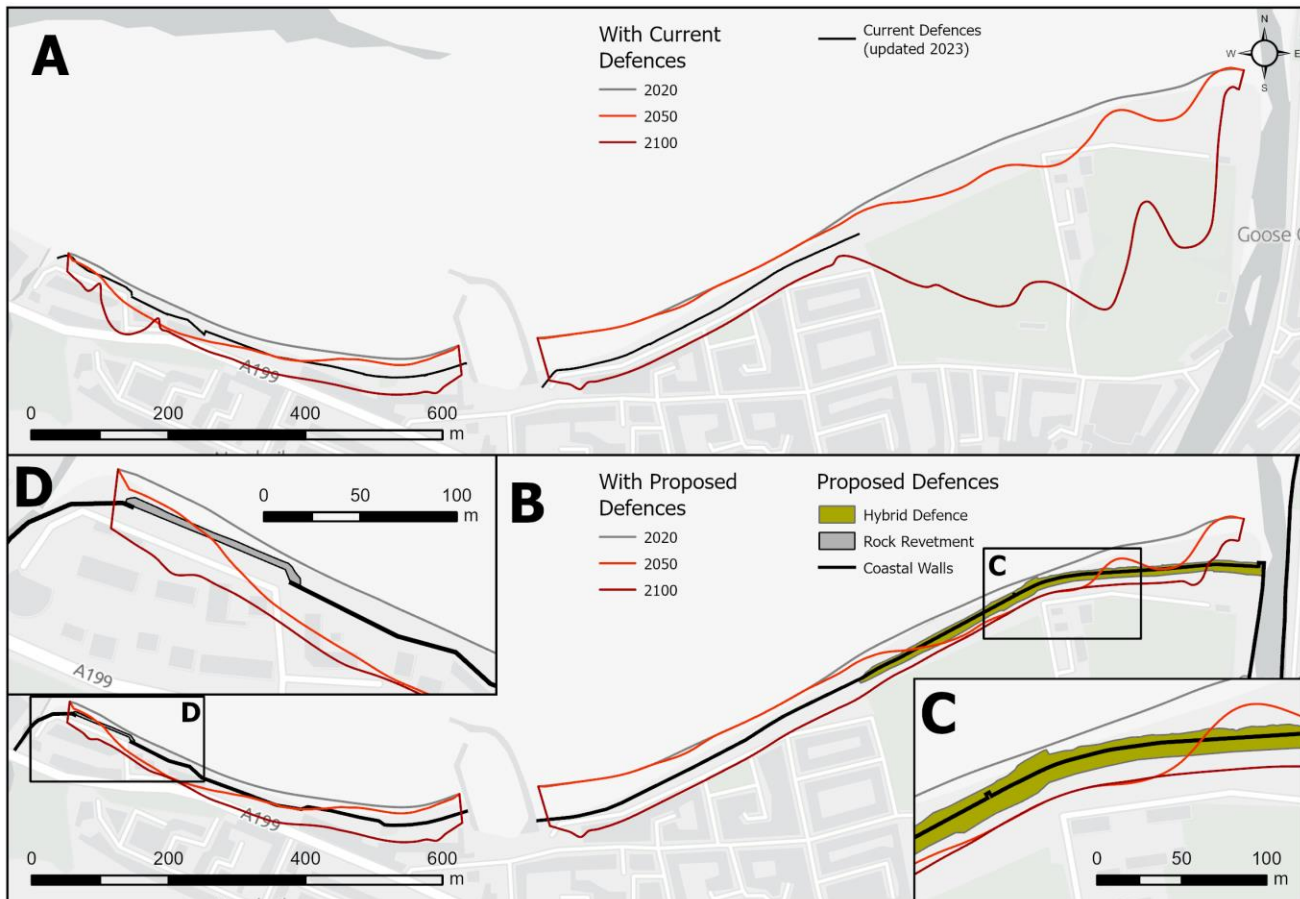 A
With Current
Defences
2020
2050
2100
Current Defences
(updated 2023)
N
W
E
S
Goose
A199
0
200
400
600
m
D
0
50
100
m
A199
B
With Proposed
Defences
2020
2050
2100
Proposed Defences
Hybrid Defence
Rock Revetment
Coastal Walls
C
D
A199
0
200
400
600
m
C
0
50
100
m